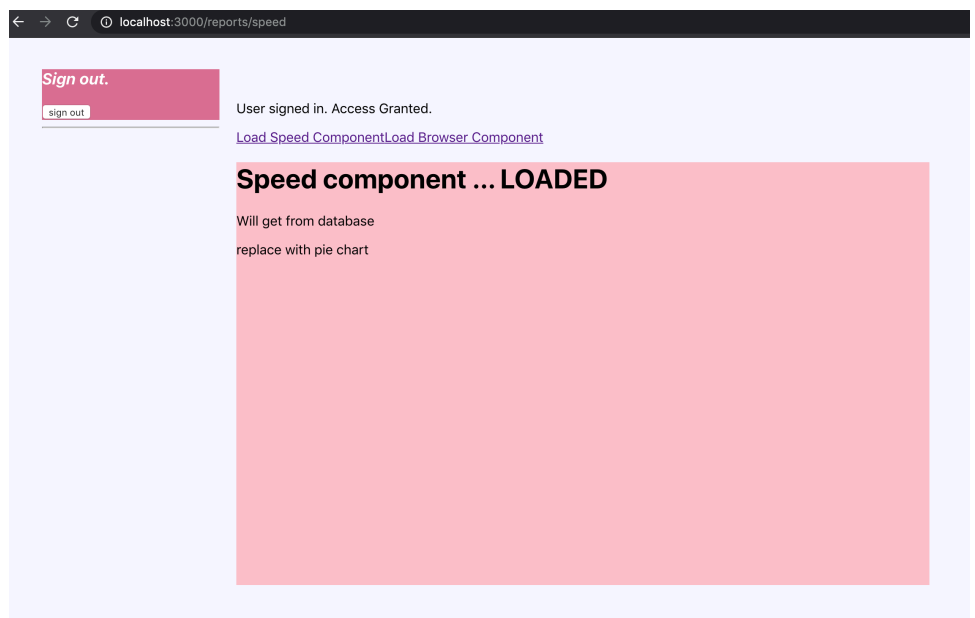 localhost:3000/reports/speed
Sign out.
sign out
User signed in. Access Granted.
Load Speed ComponentLoad Browser Component
Speed component ... LOADED
Will get from database
replace with pie chart